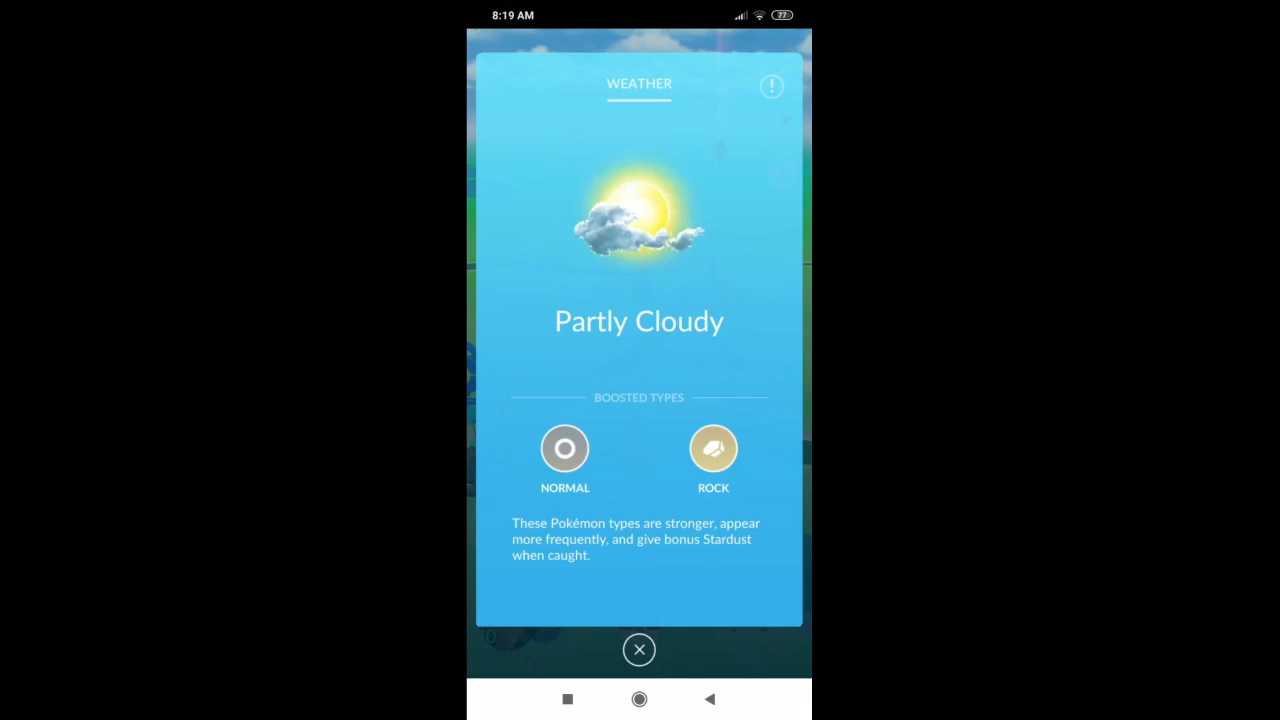 8:19 AM
77
WEATHER
Partly Cloudy
BOOSTED TYPES
NORMAL
ROCK
These Pokémon types are stronger, appear
more frequently, and give bonus Stardust
when caught.